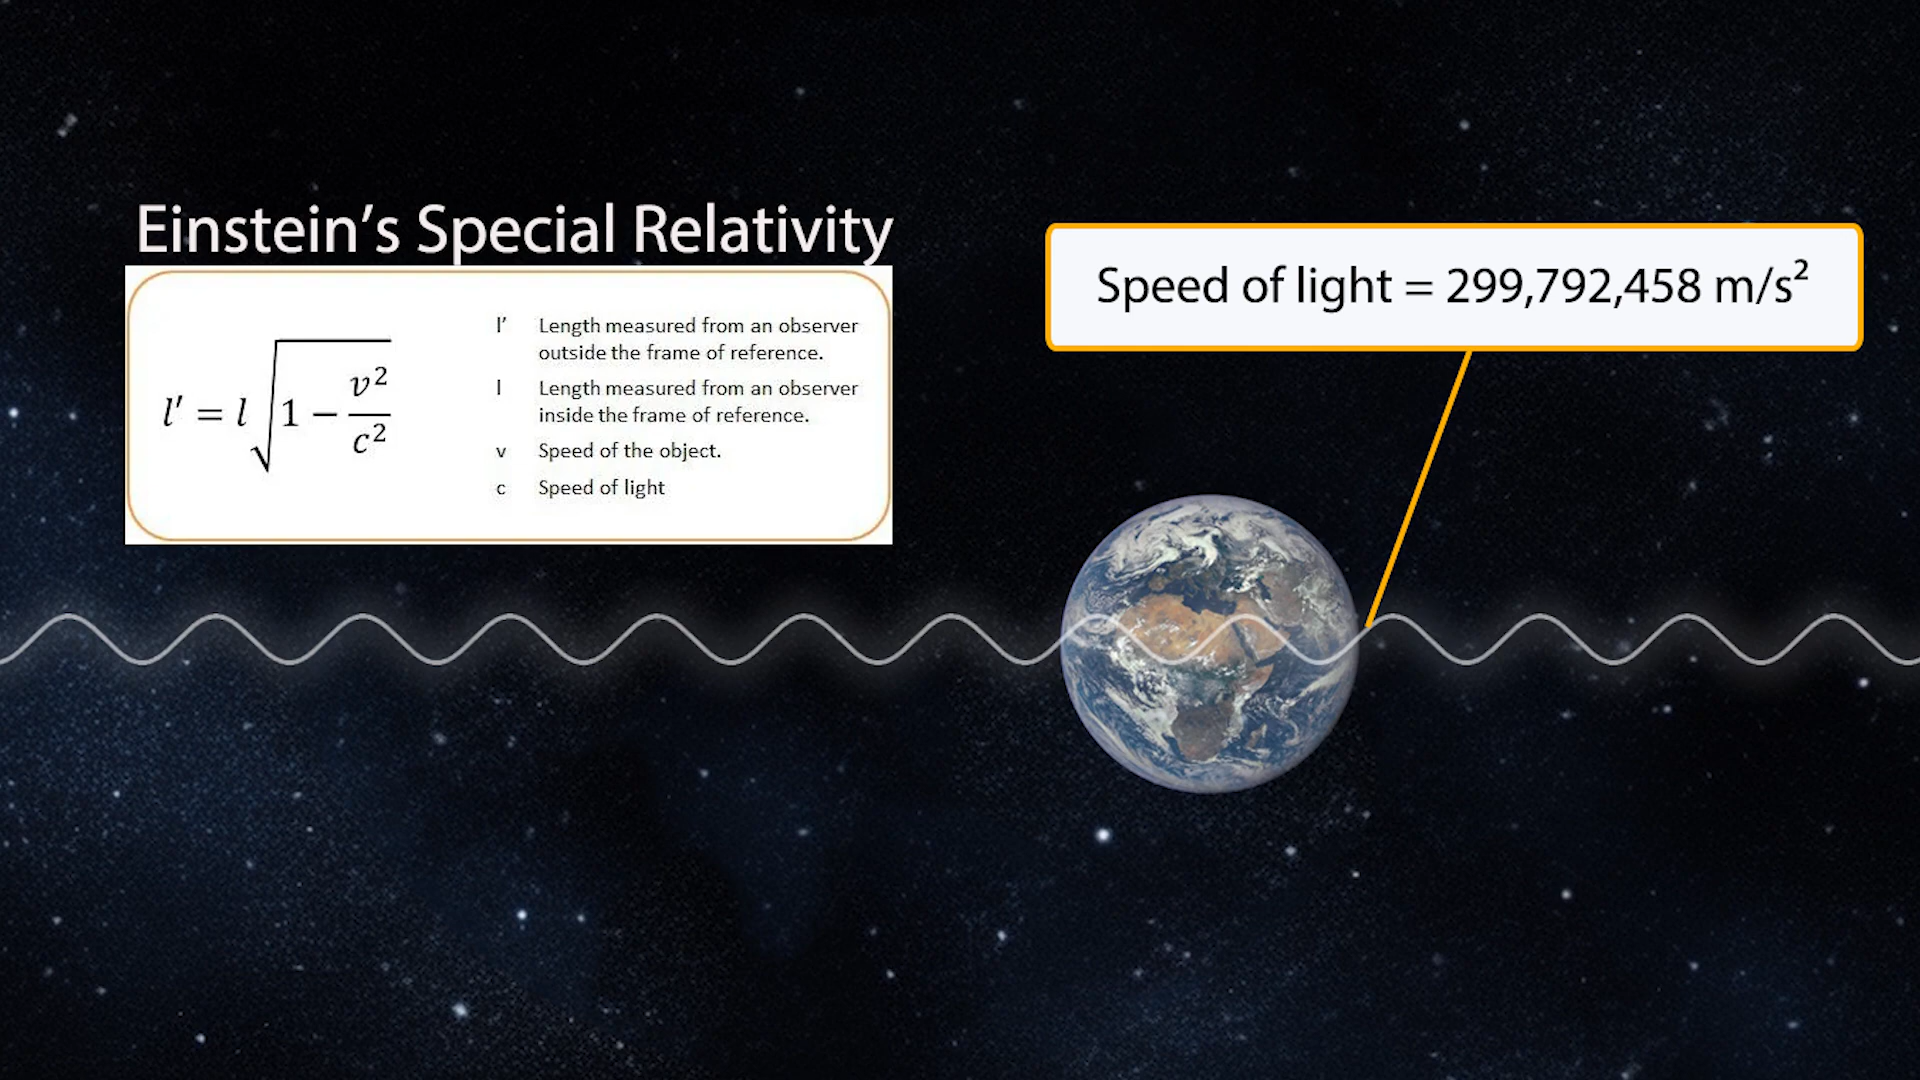 Einstein’s Special Relativity
l′ = l √1 − v²/c²
l’ Length measured from an observer
outside the frame of reference.
l Length measured from an observer
inside the frame of reference.
v Speed of the object.
c Speed of light
Speed of light = 299,792,458 m/s²